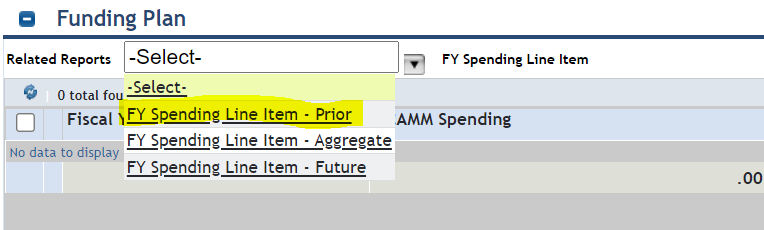 Funding Plan
Related Reports -Select- FY Spending Line Item
-Select-
0 total fou
FY Spending Line Item - Prior
Fiscal Y AMM Spending
FY Spending Line Item - Aggregate
No data to display
FY Spending Line Item - Future
.00